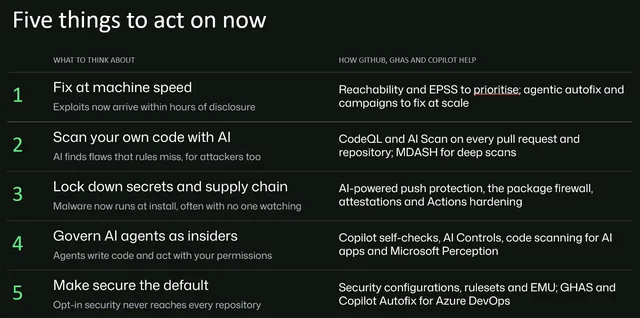 Five things to act on now
WHAT TO THINK ABOUT
HOW GITHUB, GHAS AND COPILOT HELP
1
Fix at machine speed
Exploits now arrive within hours of disclosure
Reachability and EPSS to prioritise; agentic autofix and
campaigns to fix at scale
2
Scan your own code with AI
AI finds flaws that rules miss, for attackers too
CodeQL and AI Scan on every pull request and
repository; MDASH for deep scans
3
Lock down secrets and supply chain
Malware now runs at install, often with no one watching
AI-powered push protection, the package firewall,
attestations and Actions hardening
4
Govern AI agents as insiders
Agents write code and act with your permissions
Copilot self-checks, AI Controls, code scanning for AI
apps and Microsoft Perception
5
Make secure the default
Opt-in security never reaches every repository
Security configurations, rulesets and EMU; GHAS and
Copilot Autofix for Azure DevOps